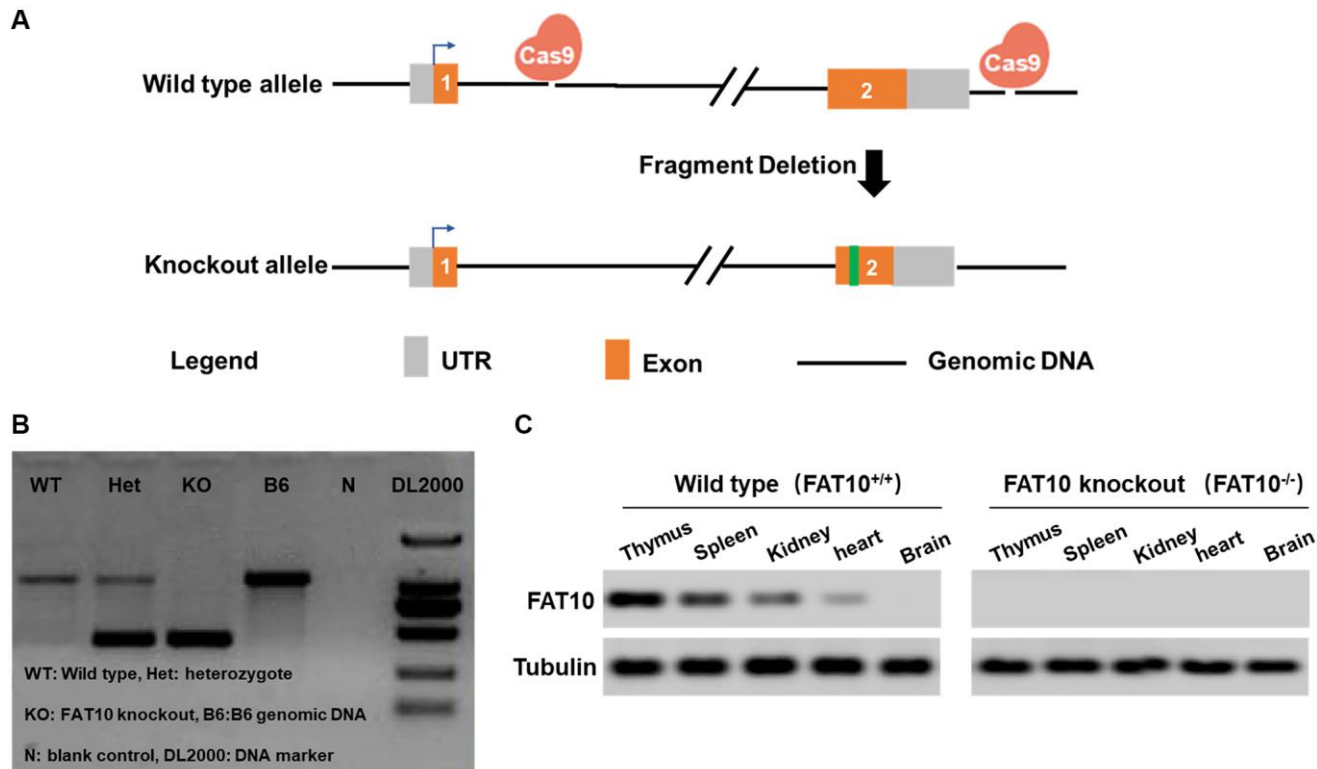 A
Cas9
Cas9
Wild type allele
1
2
Fragment Deletion
Knockout allele
1
2
Legend
UTR
Exon
Genomic DNA
B
WT Het KO B6 N DL2000
WT: Wild type, Het: heterozygote
KO: FAT10 knockout, B6:B6 genomic DNA
N: blank control, DL2000: DNA marker
C
Wild type (FAT10+/+)
Thymus Spleen Kidney heart Brain
FAT10 knockout (FAT10-/-)
Thymus Spleen Kidney heart Brain
FAT10
Tubulin